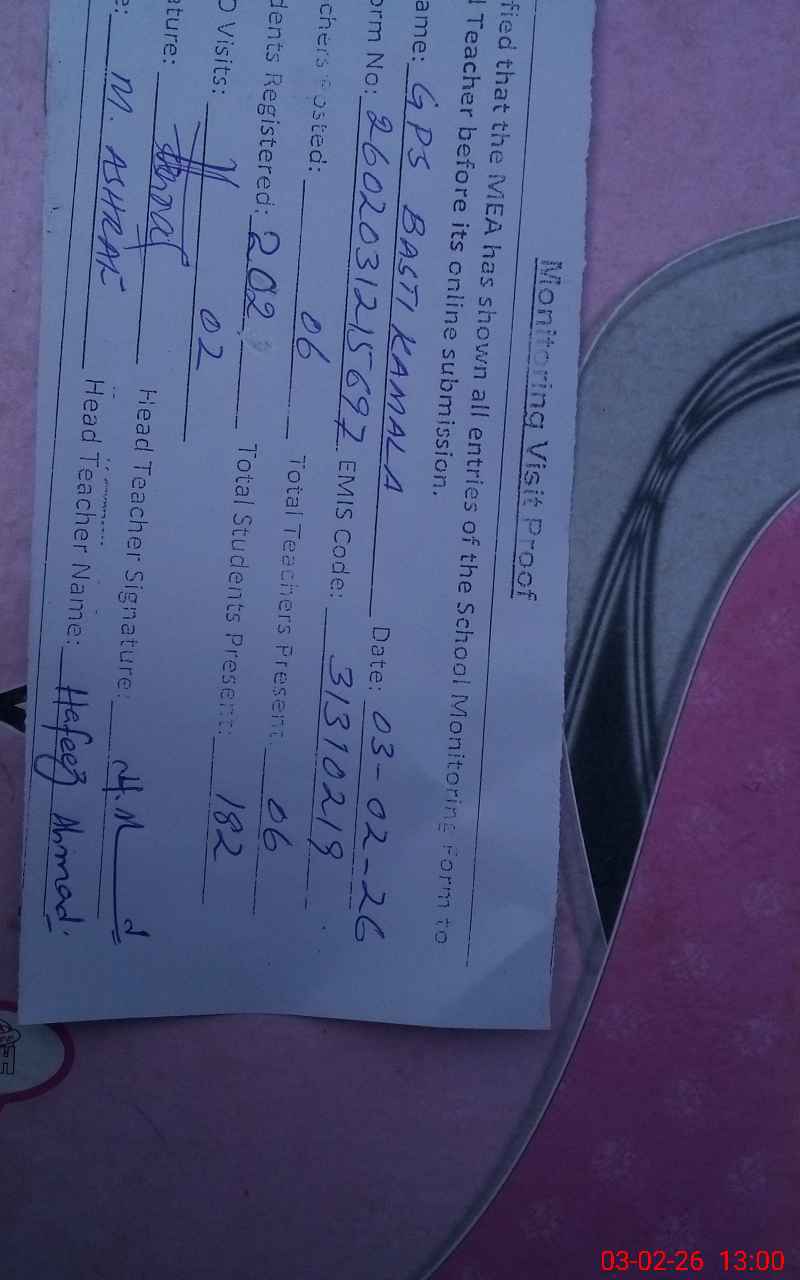 Monitoring Visit Proof
fied that the MEA has shown all entries of the School Monitoring Form to
Teacher before its online submission.
ame: GPS BASTI KAMALA Date: 03-02-26
orm No: 2602031215697 EMIS Code: 31310219
chers Posted: 06 Total Teachers Present: 06
dents Registered: 202 Total Students Present: 182
Visits: 02
ature: Head Teacher Signature:
e: M. ASHRAF Head Teacher Name: Hafeez Ahmad
03-02-26 13:00